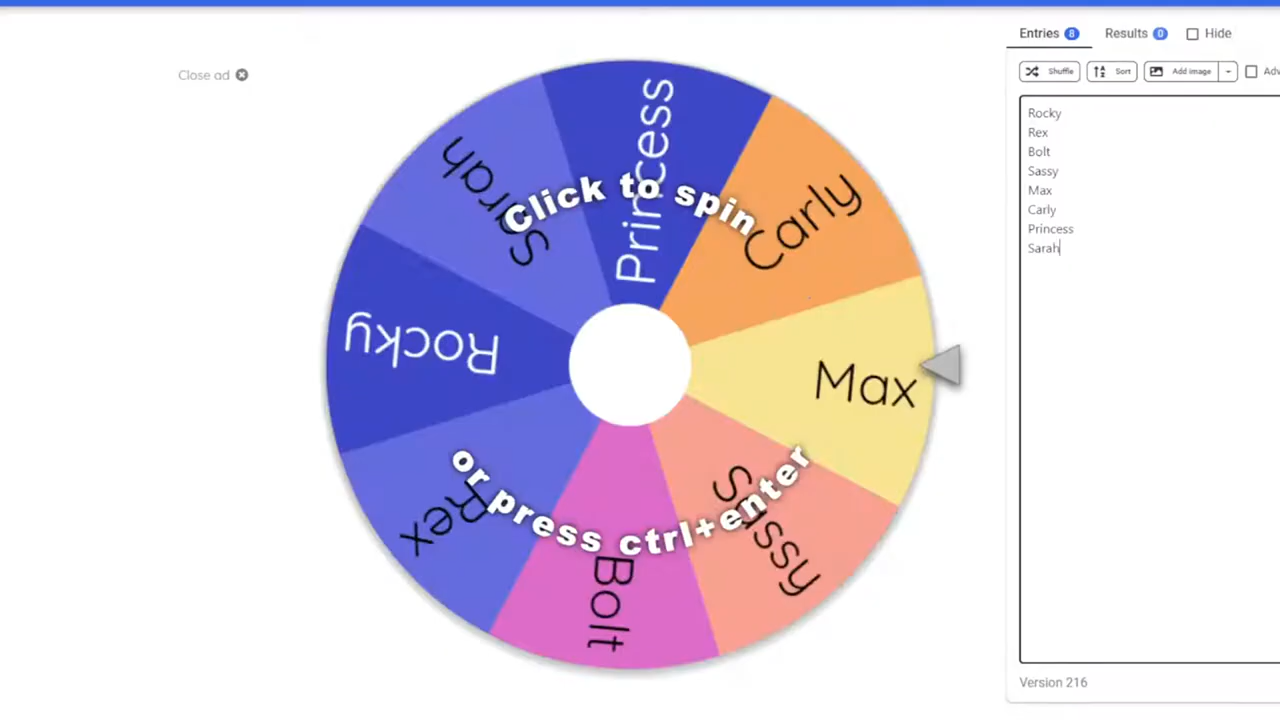 Entries 8 Results 0 Hide
Close ad
Shuffle Sort Add image
Rocky
Rex
Bolt
Sassy
Max
Carly
Princess
Sarah
Princess
Carly
Max
Sassy
Bolt
Rex
Rocky
Sarah
Click to spin
or press ctrl+enter
Version 216